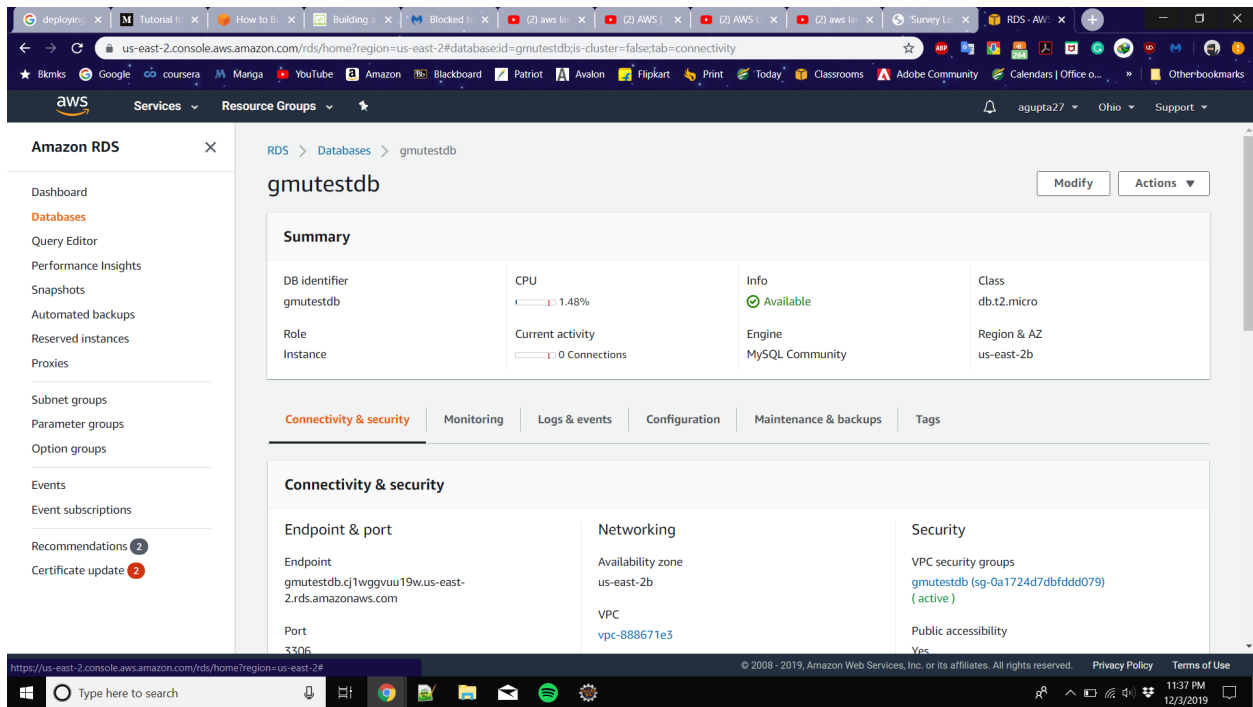 deploying
Tutorial fo
How to Be
Building a
Blocked b
(2) aws lam
(2) AWS |
(2) AWS L
(2) aws lam
'Survey Lis
RDS · AWS
us-east-2.console.aws.amazon.com/rds/home?region=us-east-2#database:id=gmutestdb;is-cluster=false;tab=connectivity
ABP
264
Bkmks Google coursera Manga YouTube Amazon Blackboard Patriot Avalon Flipkart Print Today Classrooms Adobe Community Calendars | Office o... » Other bookmarks
aws Services Resource Groups agupta27 Ohio Support
Amazon RDS
Dashboard
Databases
Query Editor
Performance Insights
Snapshots
Automated backups
Reserved instances
Proxies
Subnet groups
Parameter groups
Option groups
Events
Event subscriptions
Recommendations 2
Certificate update 2
RDS > Databases > gmutestdb
gmutestdb
Modify Actions
Summary
DB identifier
gmutestdb
CPU
1.48%
Info
Available
Class
db.t2.micro
Role
Instance
Current activity
0 Connections
Engine
MySQL Community
Region & AZ
us-east-2b
Connectivity & security Monitoring Logs & events Configuration Maintenance & backups Tags
Connectivity & security
Endpoint & port
Endpoint
gmutestdb.cj1wggvuu19w.us-east-
2.rds.amazonaws.com
Port
3306
Networking
Availability zone
us-east-2b
VPC
vpc-888671e3
Security
VPC security groups
gmutestdb (sg-0a1724d7dbfddd079)
( active )
Public accessibility
Yes
https://us-east-2.console.aws.amazon.com/rds/home?region=us-east-2#
© 2008 - 2019, Amazon Web Services, Inc. or its affiliates. All rights reserved. Privacy Policy Terms of Use
Type here to search
11:37 PM
12/3/2019